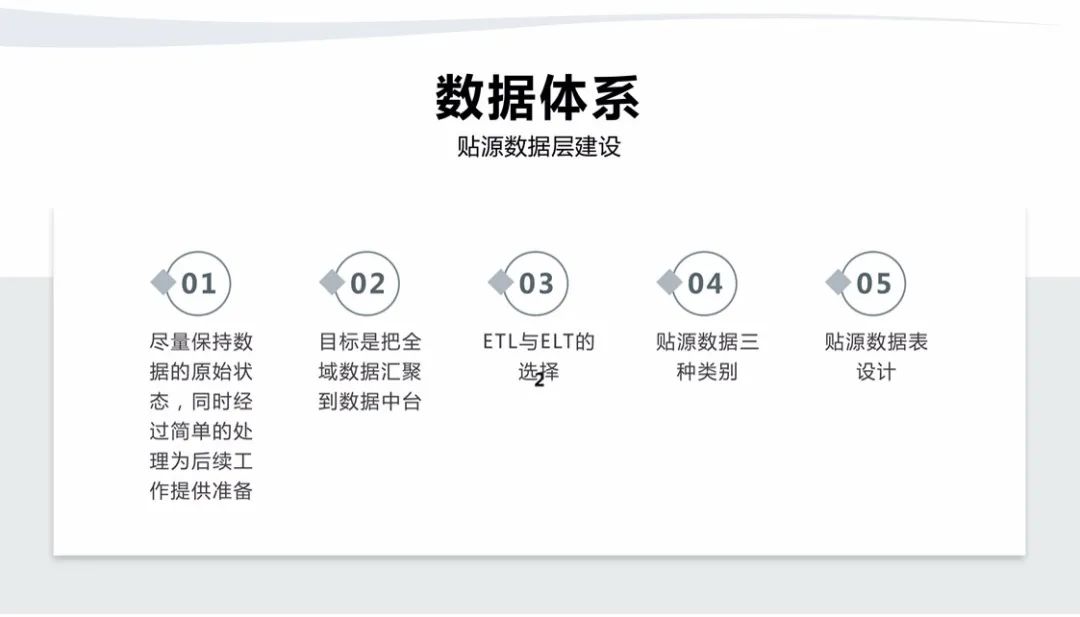 数据体系
贴源数据层建设
01
尽量保持数
据的原始状
态，同时经
过简单的处
理为后续工
作提供准备
02
目标是把全
域数据汇聚
到数据中台
03
ETL与ELT的
选择
2
04
贴源数据三
种类别
05
贴源数据表
设计